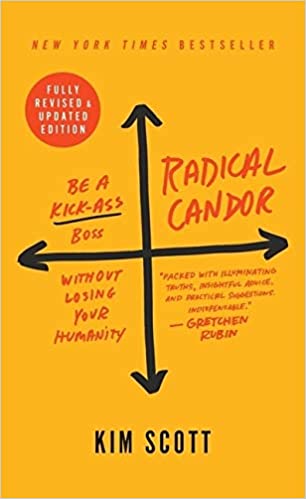 NEW YORK TIMES BESTSELLER
FULLY
REVISED &
UPDATED
EDITION
BE A
KICK-ASS
BOSS
WITHOUT
LOSING
YOUR
HUMANITY
RADICAL
CANDOR
"PACKED WITH ILLUMINATING
TRUTHS, INSIGHTFUL ADVICE,
AND PRACTICAL SUGGESTIONS.
INDISPENSABLE."
— GRETCHEN
RUBIN
KIM SCOTT